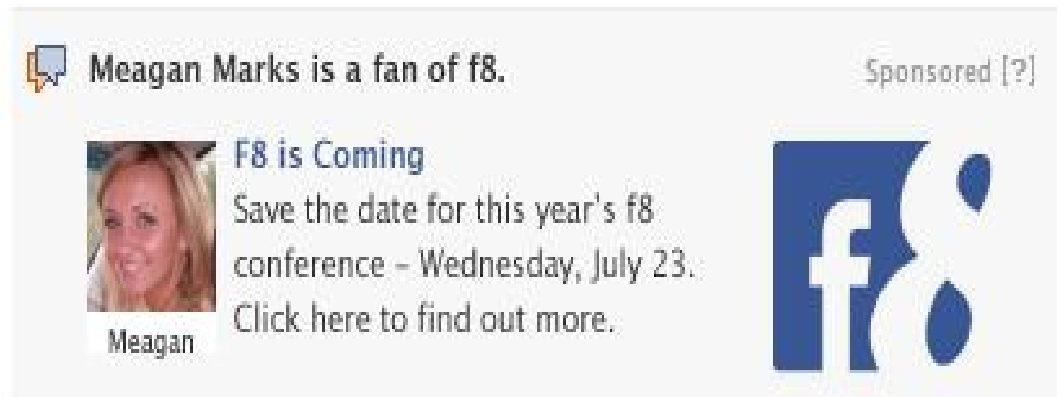 Meagan Marks is a fan of f8.
Sponsored [?]
F8 is Coming
Save the date for this year's f8
conference – Wednesday, July 23.
Click here to find out more.
Meagan
f8